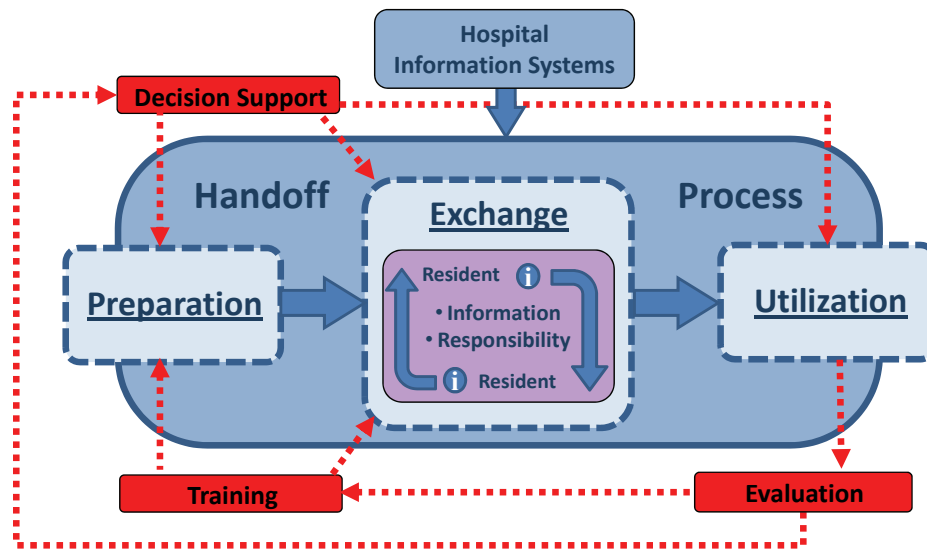 Hospital
Information Systems
Decision Support
Handoff
Process
Exchange
Preparation
Resident i
• Information
• Responsibility
i Resident
Utilization
Training
Evaluation